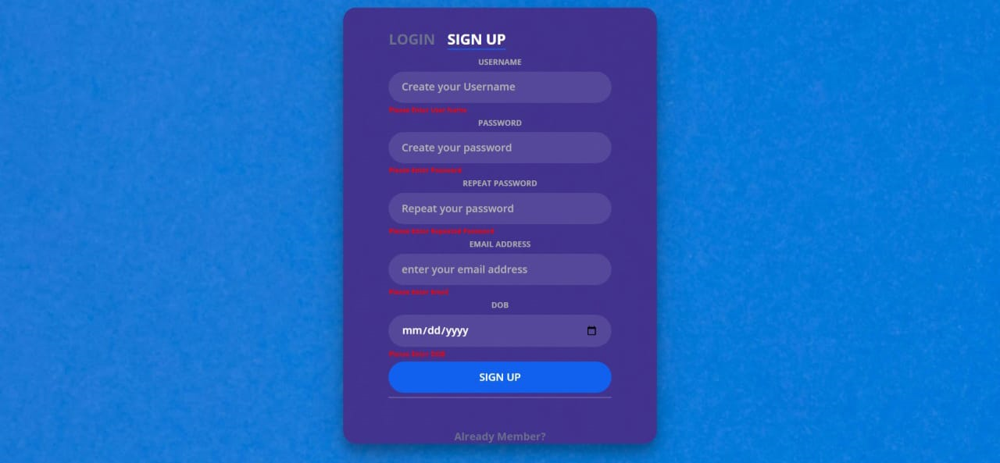 LOGIN SIGN UP
USERNAME
Create your Username
Please Enter User Name
PASSWORD
Create your password
Please Enter Password
REPEAT PASSWORD
Repeat your password
Please Enter Repeated Password
EMAIL ADDRESS
enter your email address
Please Enter Email
DOB
mm/dd/yyyy
Please Enter DOB
SIGN UP
Already Member?